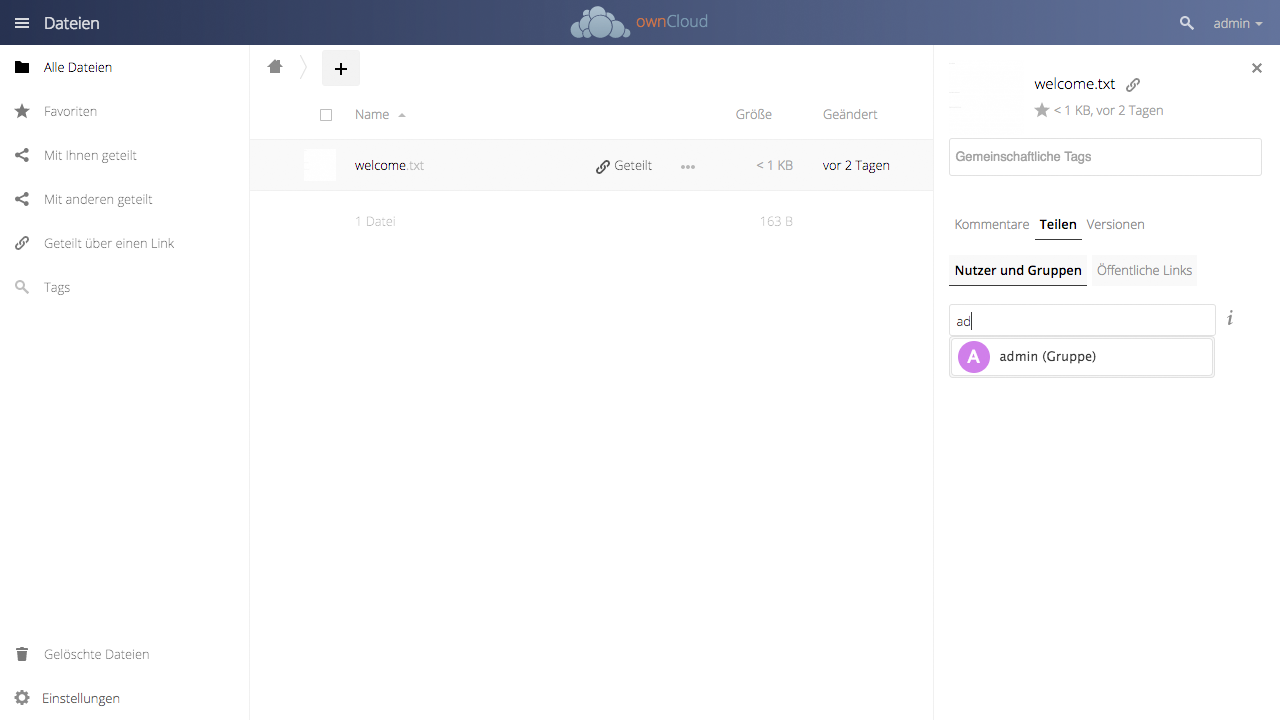 Dateien
ownCloud
admin
Alle Dateien
Favoriten
Mit Ihnen geteilt
Mit anderen geteilt
Geteilt über einen Link
Tags
Gelöschte Dateien
Einstellungen
Name
Größe
Geändert
welcome.txt
Geteilt
< 1 KB
vor 2 Tagen
1 Datei
163 B
welcome.txt
< 1 KB, vor 2 Tagen
Gemeinschaftliche Tags
Kommentare Teilen Versionen
Nutzer und Gruppen Öffentliche Links
ad
i
A admin (Gruppe)